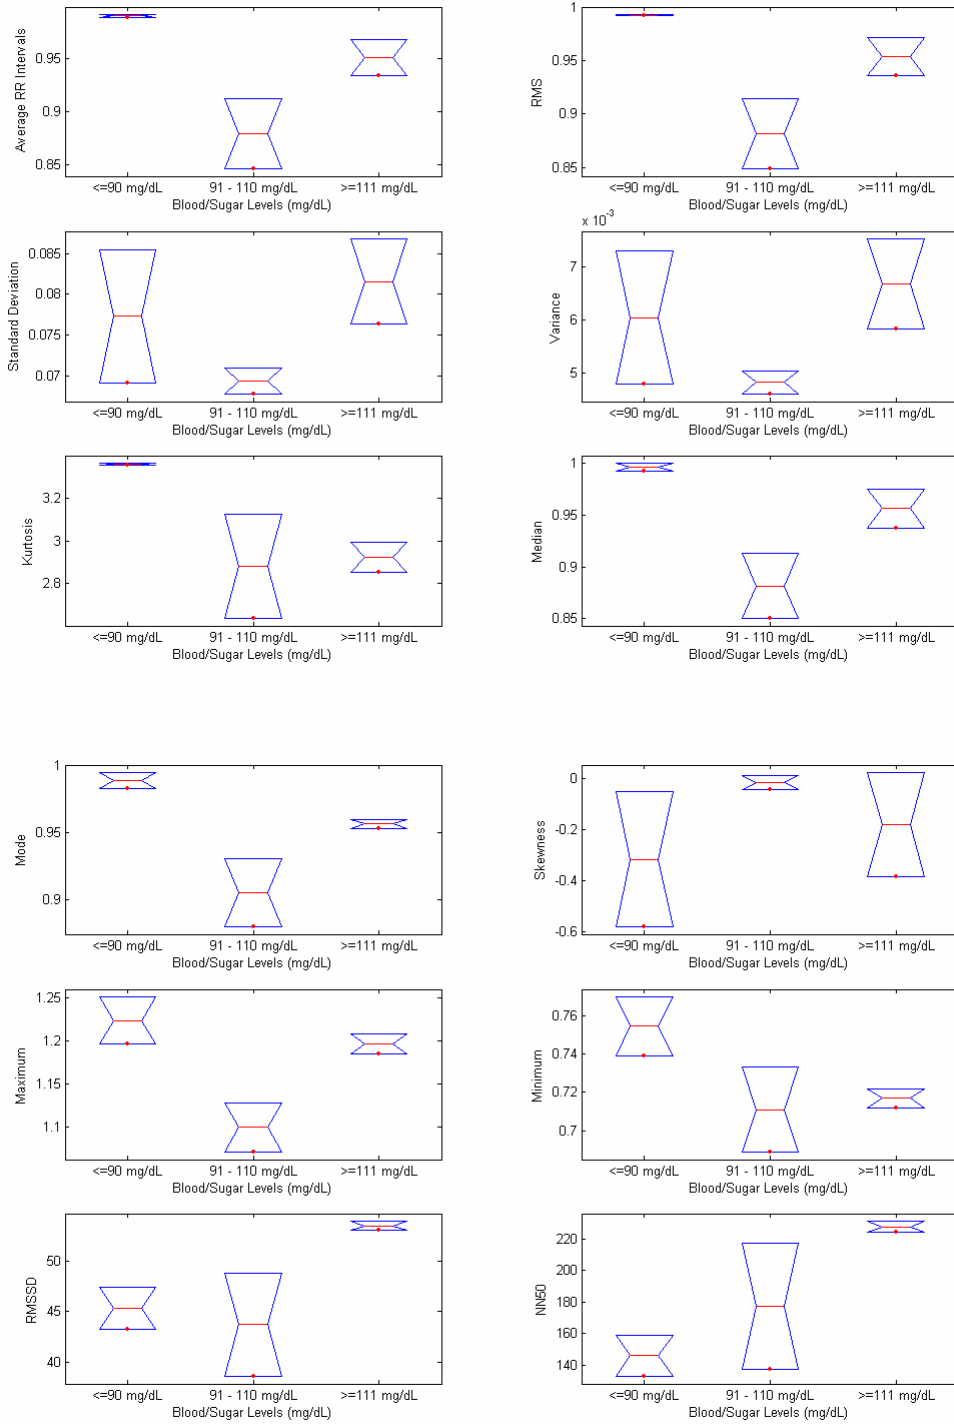 Average RR Intervals
0.95
0.9
0.85
<=90 mg/dL 91 - 110 mg/dL >=111 mg/dL
Blood/Sugar Levels (mg/dL)
RMS
1
0.95
0.9
0.85
<=90 mg/dL 91 - 110 mg/dL >=111 mg/dL
Blood/Sugar Levels (mg/dL)
Standard Deviation
0.085
0.08
0.075
0.07
<=90 mg/dL 91 - 110 mg/dL >=111 mg/dL
Blood/Sugar Levels (mg/dL)
x 10^-3
Variance
7
6
5
<=90 mg/dL 91 - 110 mg/dL >=111 mg/dL
Blood/Sugar Levels (mg/dL)
Kurtosis
3.2
3
2.8
<=90 mg/dL 91 - 110 mg/dL >=111 mg/dL
Blood/Sugar Levels (mg/dL)
Median
1
0.95
0.9
0.85
<=90 mg/dL 91 - 110 mg/dL >=111 mg/dL
Blood/Sugar Levels (mg/dL)
Mode
1
0.95
0.9
<=90 mg/dL 91 - 110 mg/dL >=111 mg/dL
Blood/Sugar Levels (mg/dL)
Skewness
0
-0.2
-0.4
-0.6
<=90 mg/dL 91 - 110 mg/dL >=111 mg/dL
Blood/Sugar Levels (mg/dL)
Maximum
1.25
1.2
1.15
1.1
<=90 mg/dL 91 - 110 mg/dL >=111 mg/dL
Blood/Sugar Levels (mg/dL)
Minimum
0.76
0.74
0.72
0.7
<=90 mg/dL 91 - 110 mg/dL >=111 mg/dL
Blood/Sugar Levels (mg/dL)
RMSSD
50
45
40
<=90 mg/dL 91 - 110 mg/dL >=111 mg/dL
Blood/Sugar Levels (mg/dL)
NN50
220
200
180
160
140
<=90 mg/dL 91 - 110 mg/dL >=111 mg/dL
Blood/Sugar Levels (mg/dL)